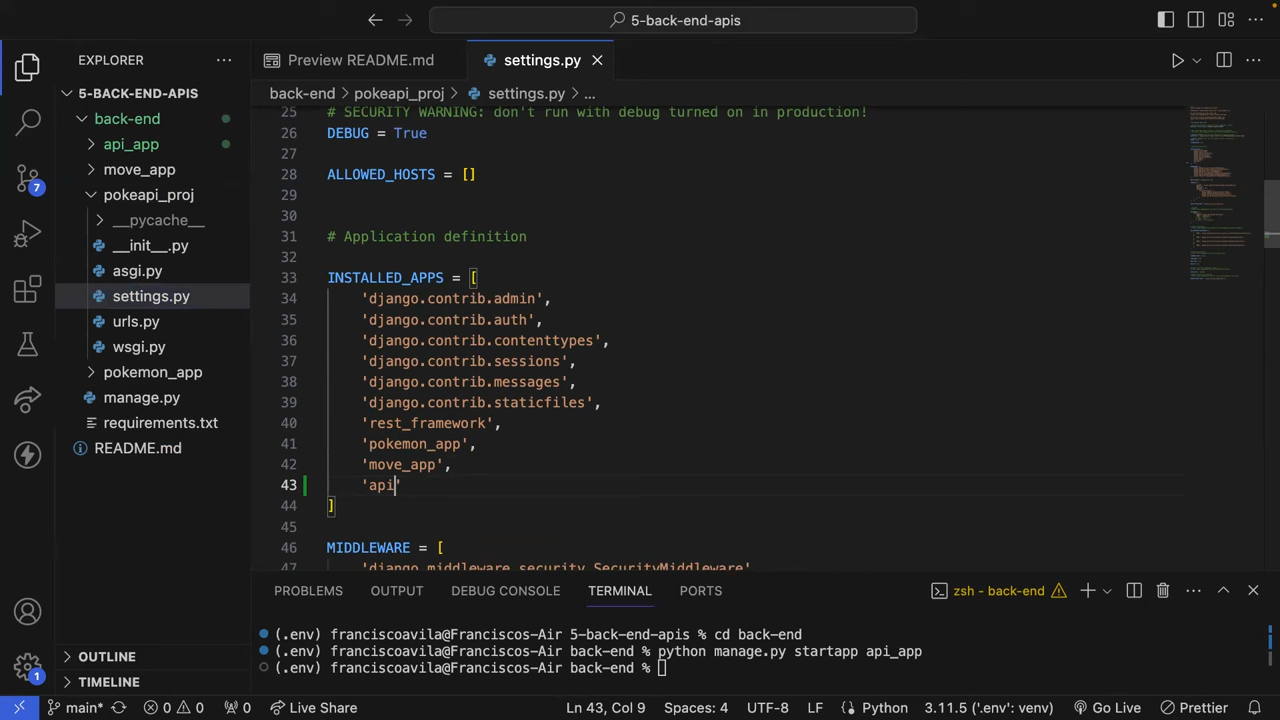 5-back-end-apis
EXPLORER
Preview README.md
settings.py
5-BACK-END-APIS
back-end > pokeapi_proj > settings.py > ...
back-end
api_app
move_app
pokeapi_proj
__pycache__
__init__.py
asgi.py
settings.py
urls.py
wsgi.py
pokemon_app
manage.py
requirements.txt
README.md
OUTLINE
TIMELINE
7
1
25 # SECURITY WARNING: don't run with debug turned on in production!
26 DEBUG = True
27
28 ALLOWED_HOSTS = []
29
30
31 # Application definition
32
33 INSTALLED_APPS = [
34 'django.contrib.admin',
35 'django.contrib.auth',
36 'django.contrib.contenttypes',
37 'django.contrib.sessions',
38 'django.contrib.messages',
39 'django.contrib.staticfiles',
40 'rest_framework',
41 'pokemon_app',
42 'move_app',
43 'api'
44 ]
45
46 MIDDLEWARE = [
47 'django.middleware.security.SecurityMiddleware',
PROBLEMS OUTPUT DEBUG CONSOLE TERMINAL PORTS
zsh - back-end
(.env) franciscoavila@Franciscos-Air 5-back-end-apis % cd back-end
(.env) franciscoavila@Franciscos-Air back-end % python manage.py startapp api_app
(.env) franciscoavila@Franciscos-Air back-end %
main* 0 0 0 Live Share Ln 43, Col 9 Spaces: 4 UTF-8 LF Python 3.11.5 ('.env': venv) Go Live Prettier